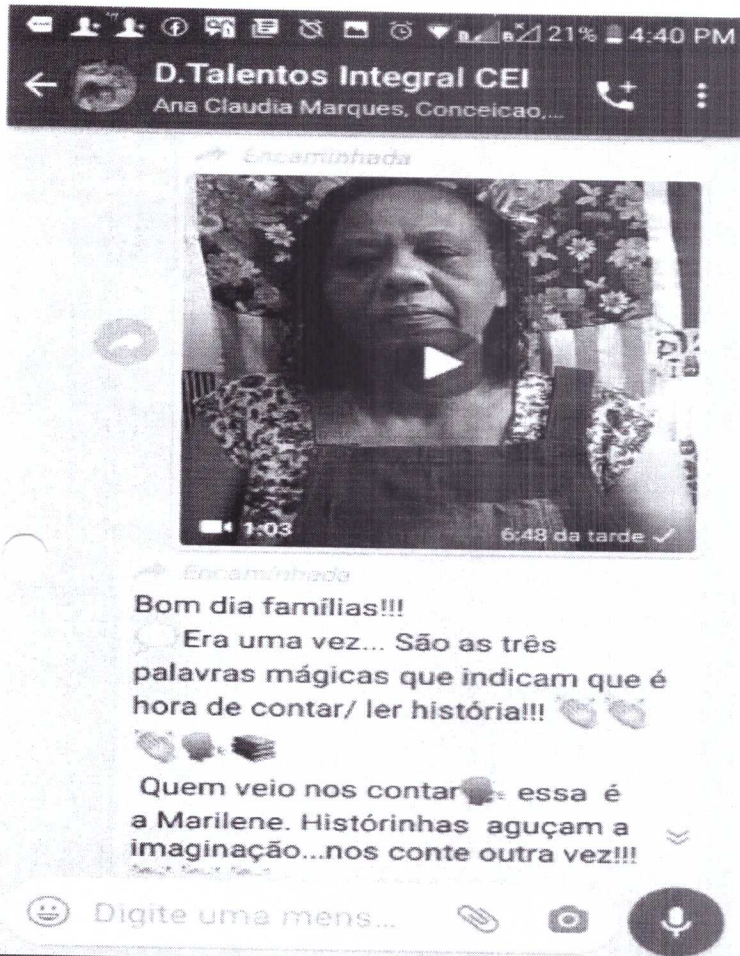 21% 4:40 PM
D.Talentos Integral CEI
Ana Claudia Marques, Conceicao,...
Encaminhada
1:03
6:48 da tarde
Encaminhada
Bom dia famílias!!!
Era uma vez... São as três
palavras mágicas que indicam que é
hora de contar/ ler história!!!
Quem veio nos contar essa é
a Marilene. Histórinhas aguçam a
imaginação...nos conte outra vez!!!
Digite uma mens...